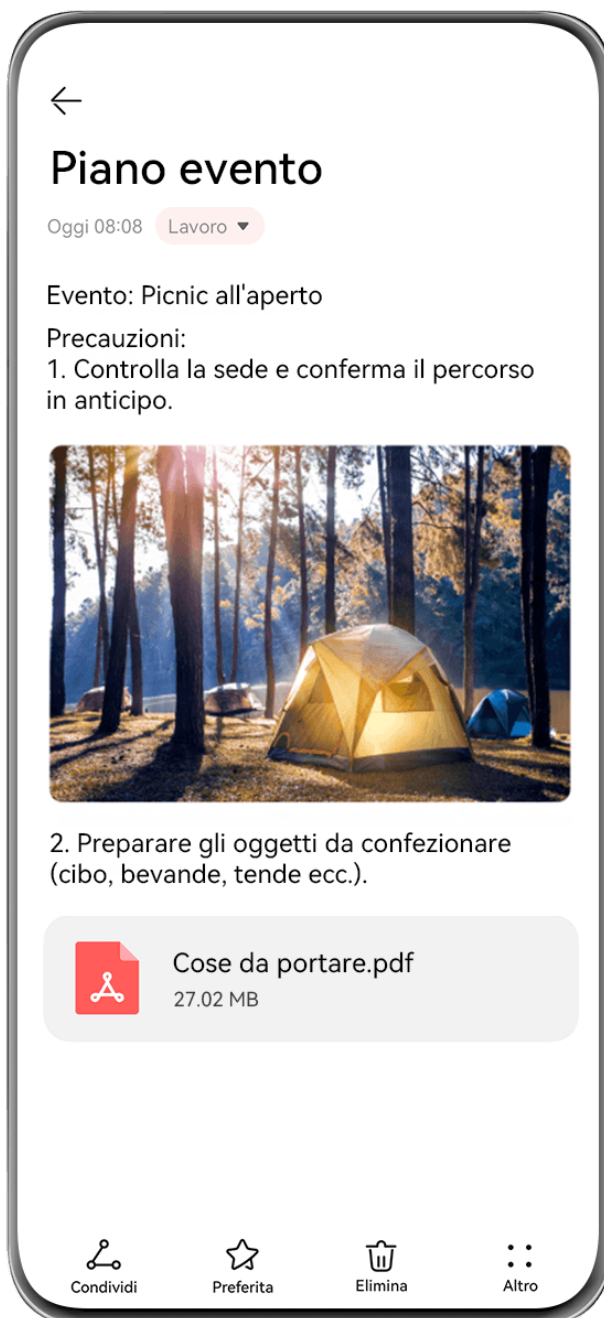 Piano evento
Oggi 08:08 Lavoro
Evento: Picnic all'aperto
Precauzioni:
1. Controlla la sede e conferma il percorso
in anticipo.
2. Preparare gli oggetti da confezionare
(cibo, bevande, tende ecc.).
Cose da portare.pdf
27.02 MB
Condividi Preferita Elimina Altro